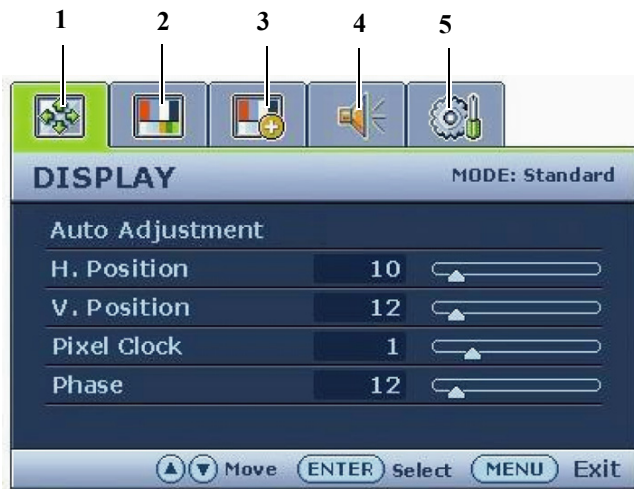 1 2 3 4 5
DISPLAY MODE: Standard
Auto Adjustment
H. Position 10
V. Position 12
Pixel Clock 1
Phase 12
Move ENTER Select MENU Exit